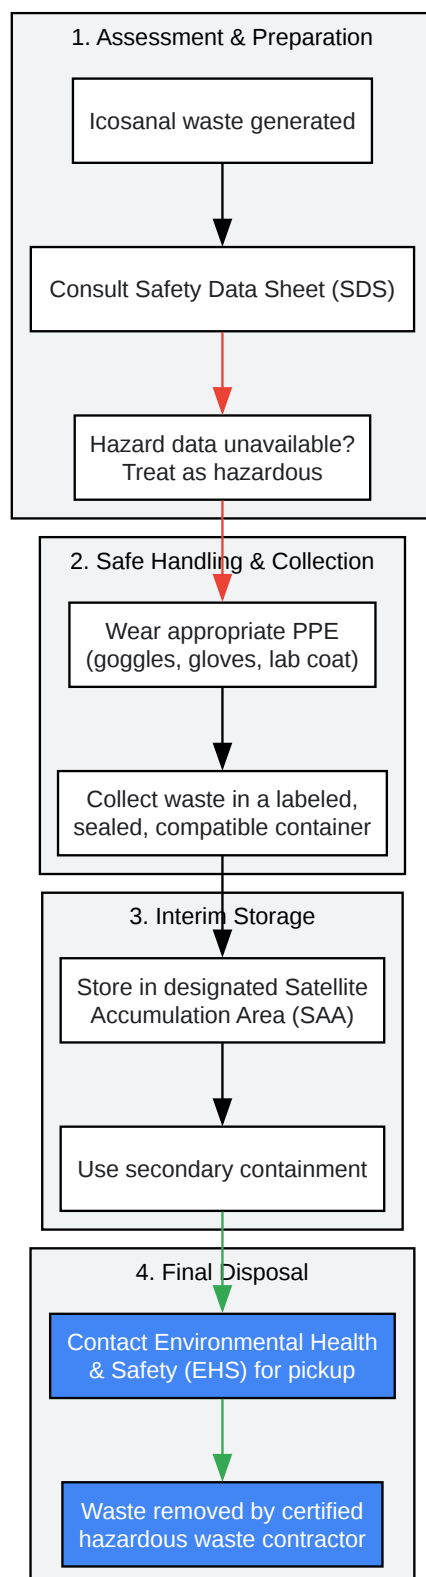 1. Assessment & Preparation
Icosanal waste generated
Consult Safety Data Sheet (SDS)
Hazard data unavailable?
Treat as hazardous
2. Safe Handling & Collection
Wear appropriate PPE
(goggles, gloves, lab coat)
Collect waste in a labeled,
sealed, compatible container
3. Interim Storage
Store in designated Satellite
Accumulation Area (SAA)
Use secondary containment
4. Final Disposal
Contact Environmental Health
& Safety (EHS) for pickup
Waste removed by certified
hazardous waste contractor